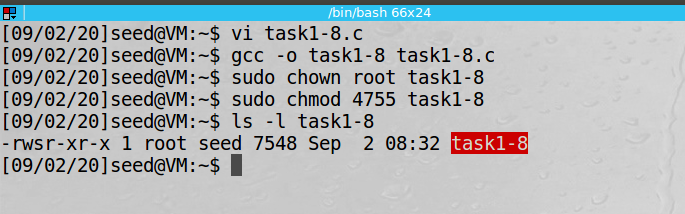 /bin/bash 66x24
[09/02/20]seed@VM:~$ vi task1-8.c
[09/02/20]seed@VM:~$ gcc -o task1-8 task1-8.c
[09/02/20]seed@VM:~$ sudo chown root task1-8
[09/02/20]seed@VM:~$ sudo chmod 4755 task1-8
[09/02/20]seed@VM:~$ ls -l task1-8
-rwsr-xr-x 1 root seed 7548 Sep  2 08:32 task1-8
[09/02/20]seed@VM:~$